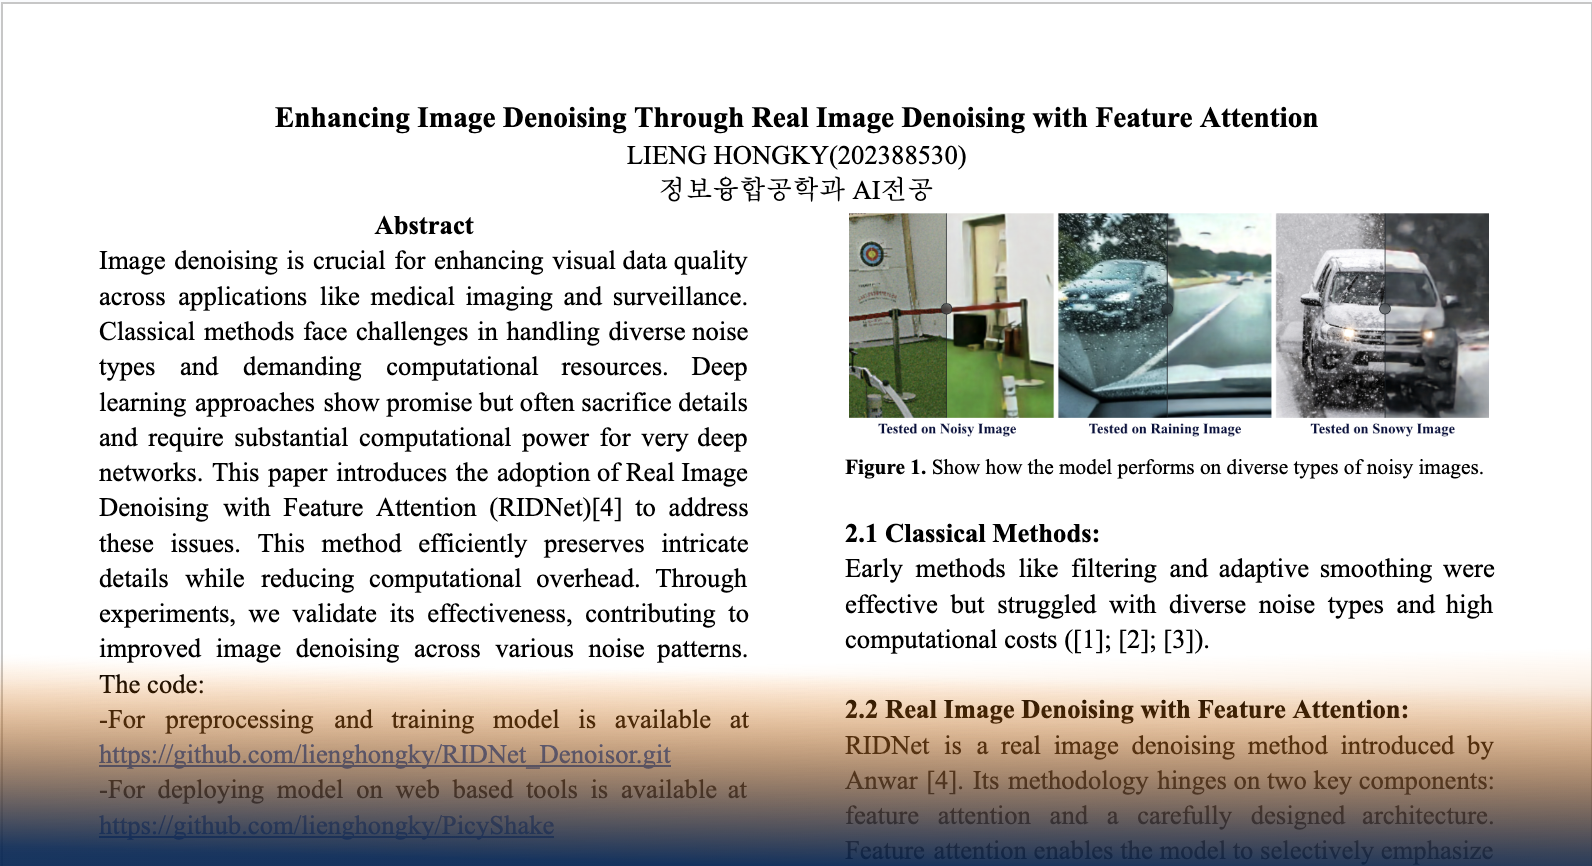 Enhancing Image Denoising Through Real Image Denoising with Feature Attention
LIENG HONGKY(202388530)
정보융합공학과 AI전공
Abstract
Image denoising is crucial for enhancing visual data quality
across applications like medical imaging and surveillance.
Classical methods face challenges in handling diverse noise
types and demanding computational resources. Deep
learning approaches show promise but often sacrifice details
and require substantial computational power for very deep
networks. This paper introduces the adoption of Real Image
Denoising with Feature Attention (RIDNet)[4] to address
these issues. This method efficiently preserves intricate
details while reducing computational overhead. Through
experiments, we validate its effectiveness, contributing to
improved image denoising across various noise patterns.
The code:
-For preprocessing and training model is available at
https://github.com/lienghongky/RIDNet_Denoisor.git
-For deploying model on web based tools is available at
https://github.com/lienghongky/PicyShake
Tested on Noisy Image
Tested on Raining Image
Tested on Snowy Image
Figure 1. Show how the model performs on diverse types of noisy images.
2.1 Classical Methods:
Early methods like filtering and adaptive smoothing were
effective but struggled with diverse noise types and high
computational costs ([1]; [2]; [3]).
2.2 Real Image Denoising with Feature Attention:
RIDNet is a real image denoising method introduced by
Anwar [4]. Its methodology hinges on two key components:
feature attention and a carefully designed architecture.
Feature attention enables the model to selectively emphasize